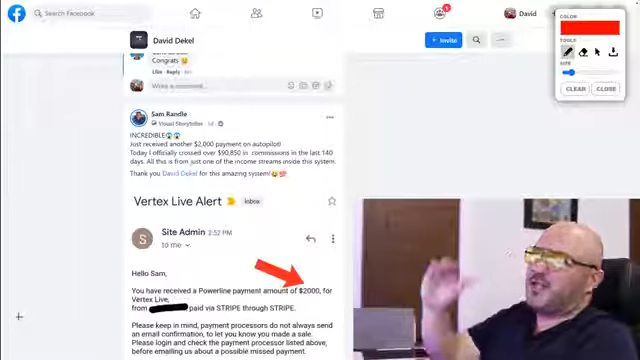 Search Facebook
1
David
David Dekel
+ Invite
Congrats
Like · Reply ·
Write a comment...
Sam Randle
Visual Storyteller · 1d
INCREDIBLE
Just received another $2,000 payment on autopilot!
Today I officially crossed over $90,850 in commissions in the last 140
days. All this is from just one of the income streams inside this system.
Thank you David Dekel for this amazing system!
Vertex Live Alert
Inbox
S
Site Admin 2:52 PM
to me
Hello Sam,
You have received a Powerline payment amount of $2000, for
Vertex Live,
from
paid via STRIPE through STRIPE.
Please keep in mind, payment processors do not always send
an email confirmation, to let you know you made a sale.
Please login and check the payment processor listed above,
before emailing us about a possible missed payment.
COLOR
TOOLS
SIZE
CLEAR
CLOSE